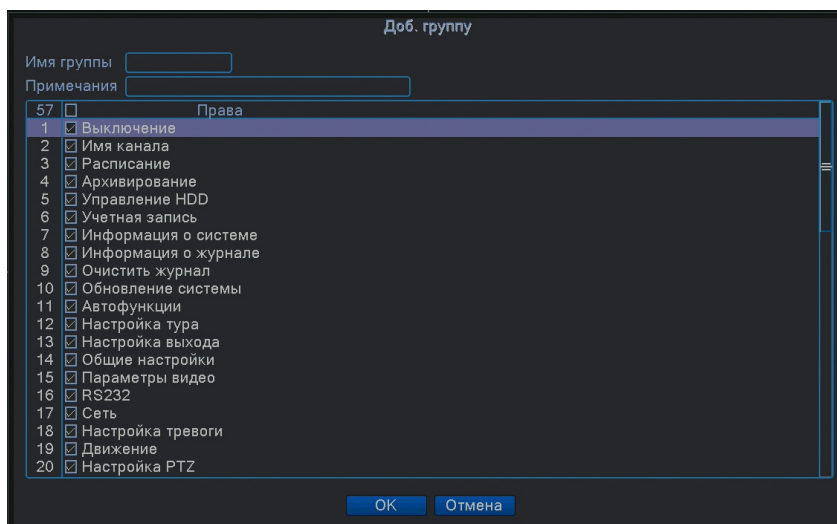 Доб. группу
Имя группы
Примечания
57 Права
1 Выключение
2 Имя канала
3 Расписание
4 Архивирование
5 Управление HDD
6 Учетная запись
7 Информация о системе
8 Информация о журнале
9 Очистить журнал
10 Обновление системы
11 Автофункции
12 Настройка тура
13 Настройка выхода
14 Общие настройки
15 Параметры видео
16 RS232
17 Сеть
18 Настройка тревоги
19 Движение
20 Настройка PTZ
OK Отмена